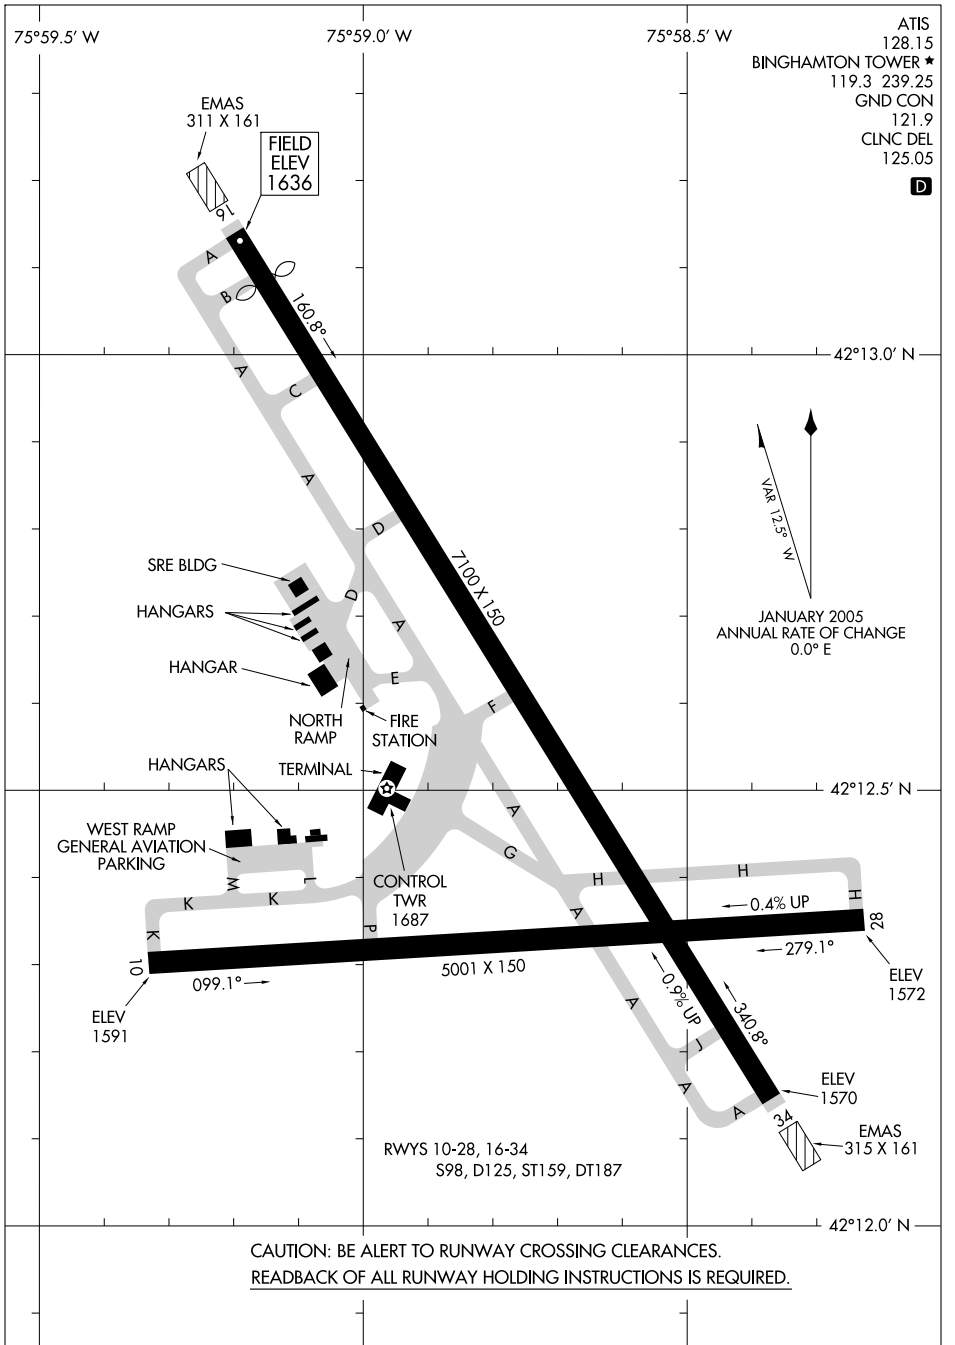 75°59.5' W
75°59.0' W
75°58.5' W
ATIS
128.15
BINGHAMTON TOWER ★
119.3 239.25
GND CON
121.9
CLNC DEL
125.05
D
EMAS
311 X 161
FIELD
ELEV
1636
16
A
B
160.8°
42°13.0' N
A
C
A
D
VAR 12.5° W
7100 X 150
SRE BLDG
D
HANGARS
A
JANUARY 2005
ANNUAL RATE OF CHANGE
0.0° E
HANGAR
E
F
NORTH
RAMP
FIRE
STATION
HANGARS
TERMINAL
42°12.5' N
A
WEST RAMP
GENERAL AVIATION
PARKING
G
M
L
CONTROL
TWR
1687
H
H
H
K
K
K
A
P
0.4% UP
28
279.1°
10
099.1°
5001 X 150
ELEV
1572
ELEV
1591
0.9% UP
340.8°
A
J
A
A
ELEV
1570
34
EMAS
315 X 161
RWYS 10-28, 16-34
S98, D125, ST159, DT187
42°12.0' N
CAUTION: BE ALERT TO RUNWAY CROSSING CLEARANCES.
READBACK OF ALL RUNWAY HOLDING INSTRUCTIONS IS REQUIRED.